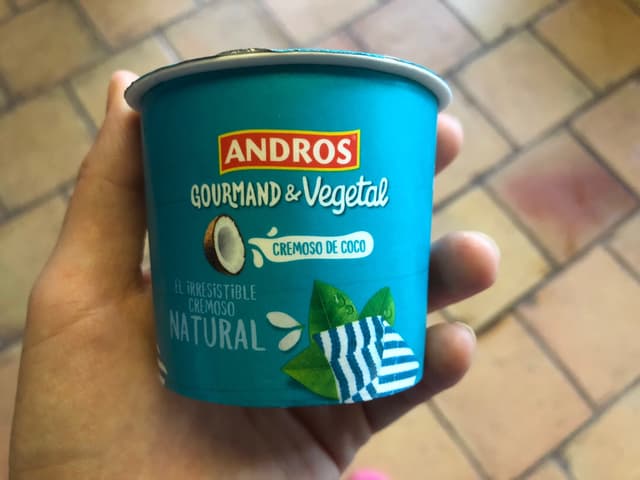 ANDROS
GOURMAND & Vegetal
CREMOSO DE COCO
EL IRRESISTIBLE
CREMOSO
NATURAL